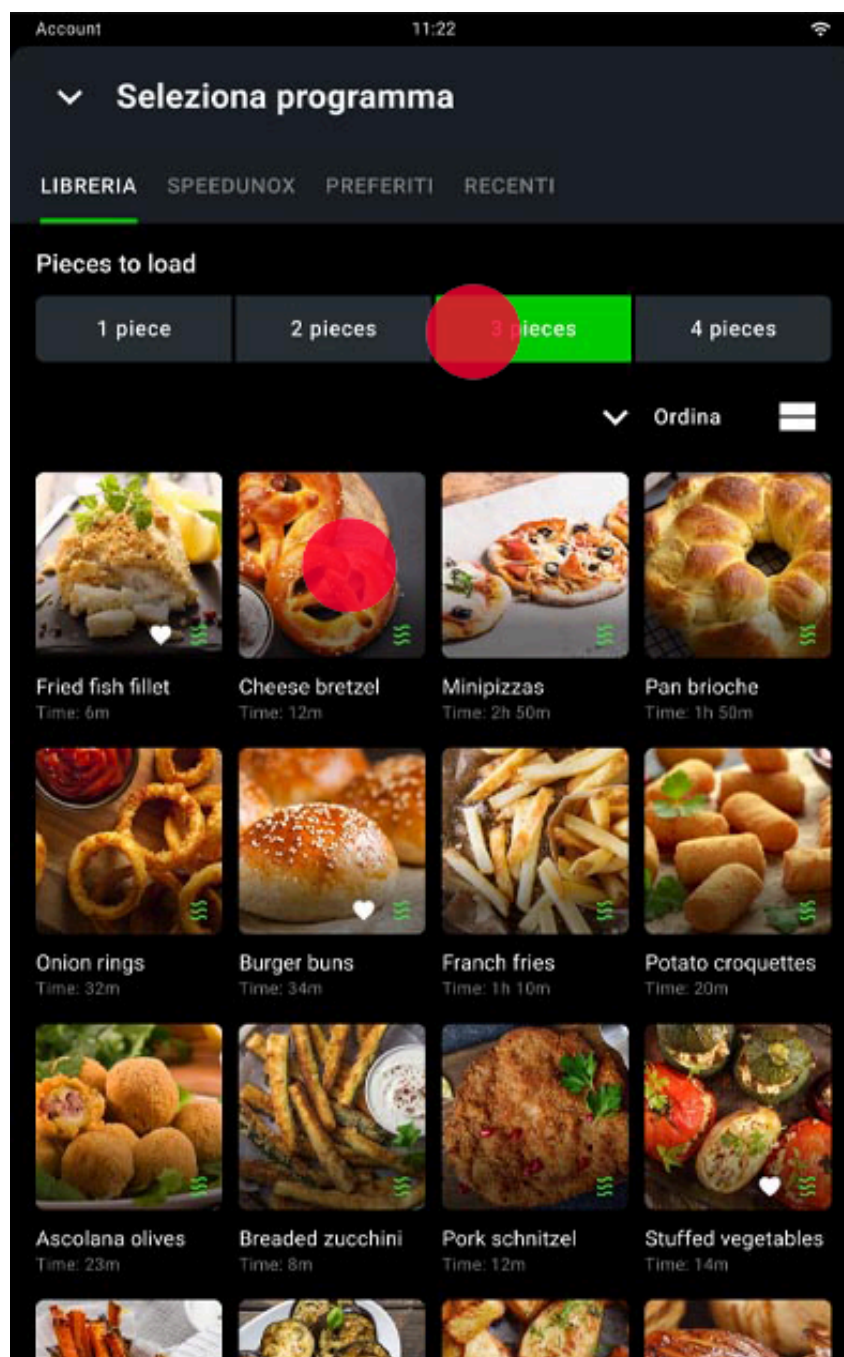 Account 11:22
Seleziona programma
LIBRERIA SPEEDUNOX PREFERITI RECENTI
Pieces to load
1 piece 2 pieces 3 pieces 4 pieces
Ordina
Fried fish fillet Cheese bretzel Minipizzas Pan brioche
Time: 6m Time: 12m Time: 2h 50m Time: 1h 50m
Onion rings Burger buns Franch fries Potato croquettes
Time: 32m Time: 34m Time: 1h 10m Time: 20m
Ascolana olives Breaded zucchini Pork schnitzel Stuffed vegetables
Time: 23m Time: 8m Time: 12m Time: 14m